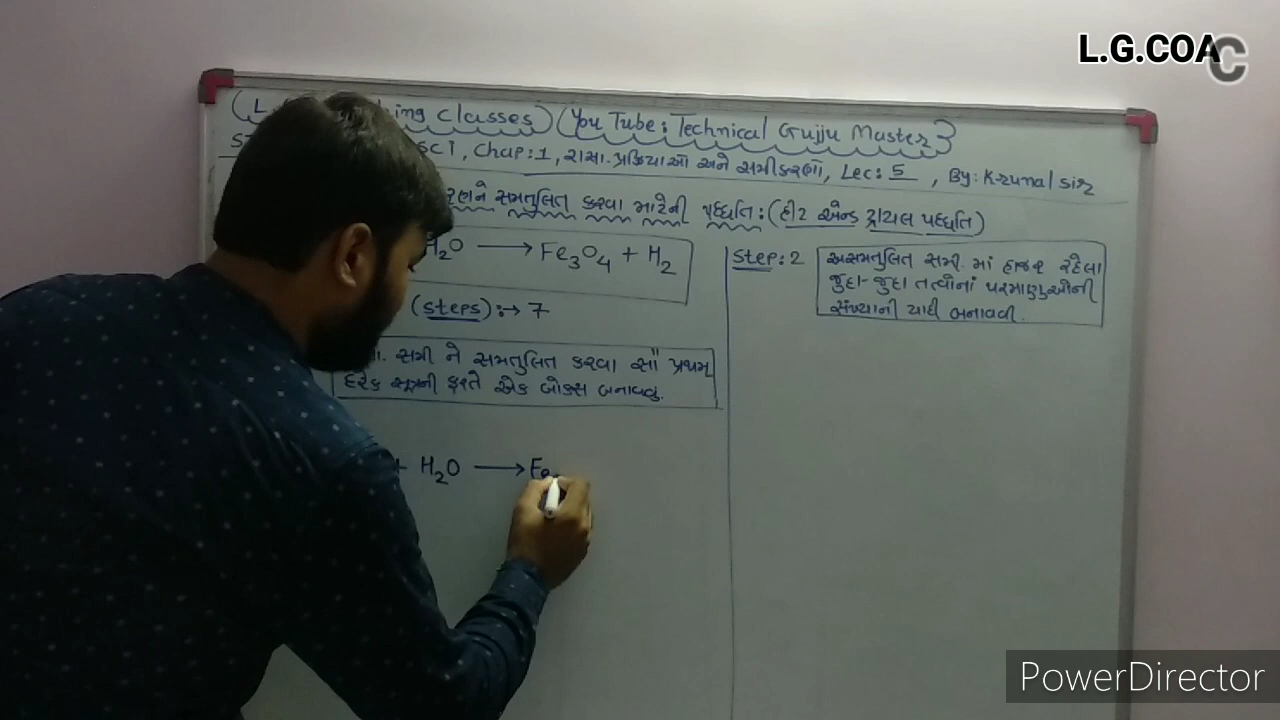 L.G.COA C
(L ing classes) (You Tube: Technical Gujju Master)
SCI, Chap: 1, રાસા. પ્રક્રિયાઓ અને સમીકરણો, Lec: 5, By: Krunal Sir
સમતુલિત કરવા માટેની પદ્ધતિ: (હીટ એન્ડ ટ્રાયલ પદ્ધતિ)
H₂O ⟶ Fe₃O₄ + H₂
(steps) :→ 7
સમી ને સમતુલિત કરવા સૌ પ્રથમ
દરેક સૂત્રની ફરતે એક બોક્સ બનાવવું.
+ H₂O ⟶ Fe
Step: 2
અસમતુલિત સમી. માં હાજર રહેલા
જુદા-જુદા તત્વોનાં પરમાણુઓની
સંખ્યાની યાદી બનાવવી.
PowerDirector